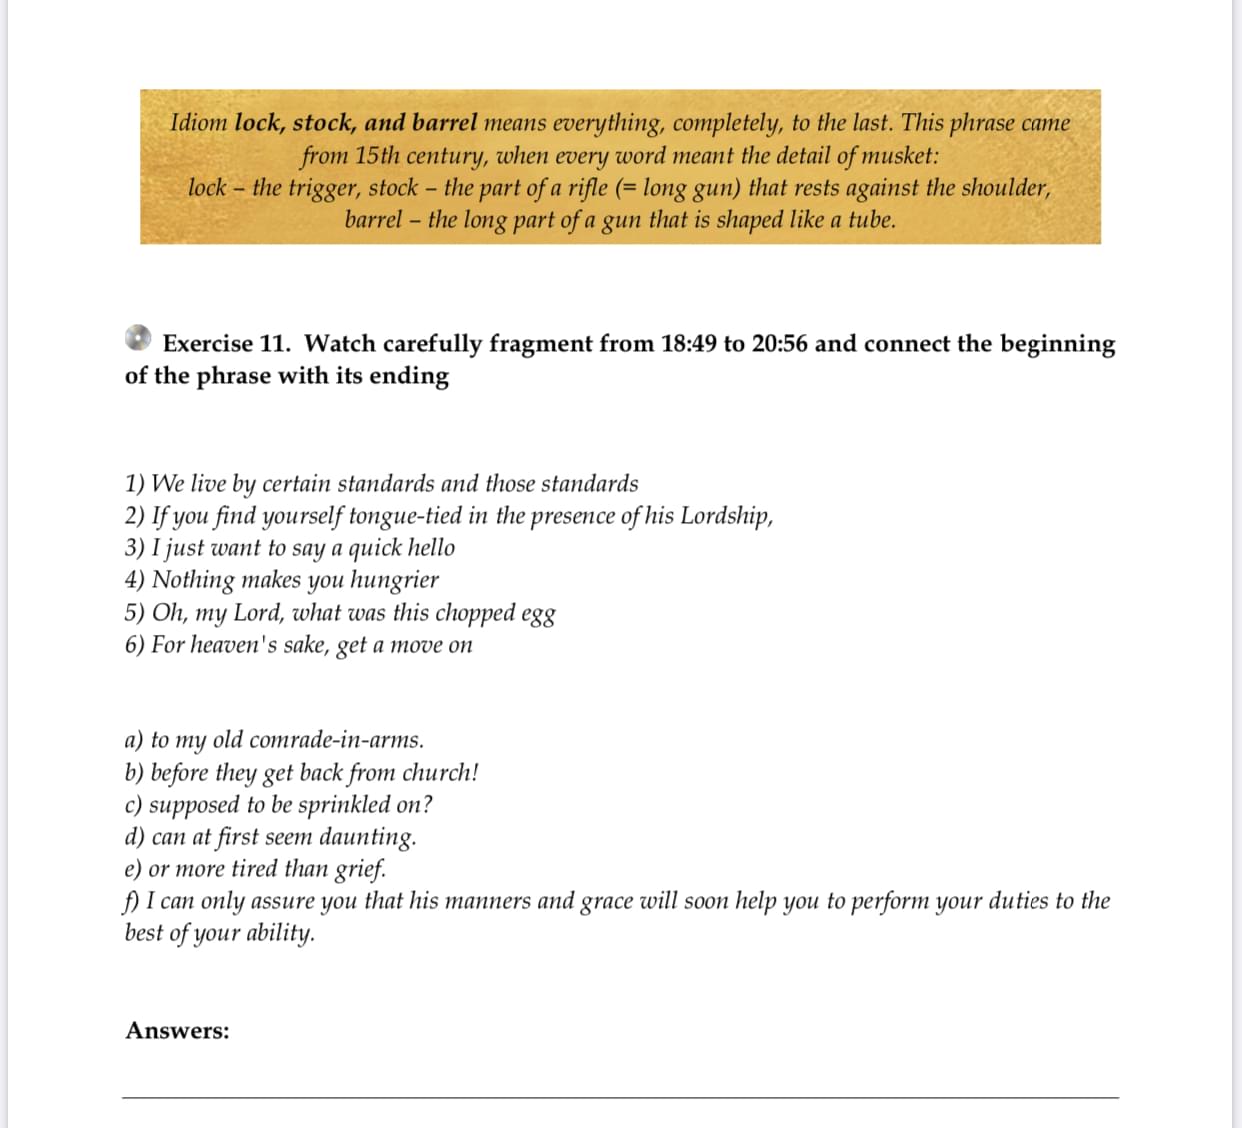 Idiom lock, stock, and barrel means everything, completely, to the last. This phrase came
from 15th century, when every word meant the detail of musket:
lock – the trigger, stock – the part of a rifle (= long gun) that rests against the shoulder,
barrel – the long part of a gun that is shaped like a tube.
Exercise 11. Watch carefully fragment from 18:49 to 20:56 and connect the beginning
of the phrase with its ending
1) We live by certain standards and those standards
2) If you find yourself tongue-tied in the presence of his Lordship,
3) I just want to say a quick hello
4) Nothing makes you hungrier
5) Oh, my Lord, what was this chopped egg
6) For heaven's sake, get a move on
a) to my old comrade-in-arms.
b) before they get back from church!
c) supposed to be sprinkled on?
d) can at first seem daunting.
e) or more tired than grief.
f) I can only assure you that his manners and grace will soon help you to perform your duties to the
best of your ability.
Answers: